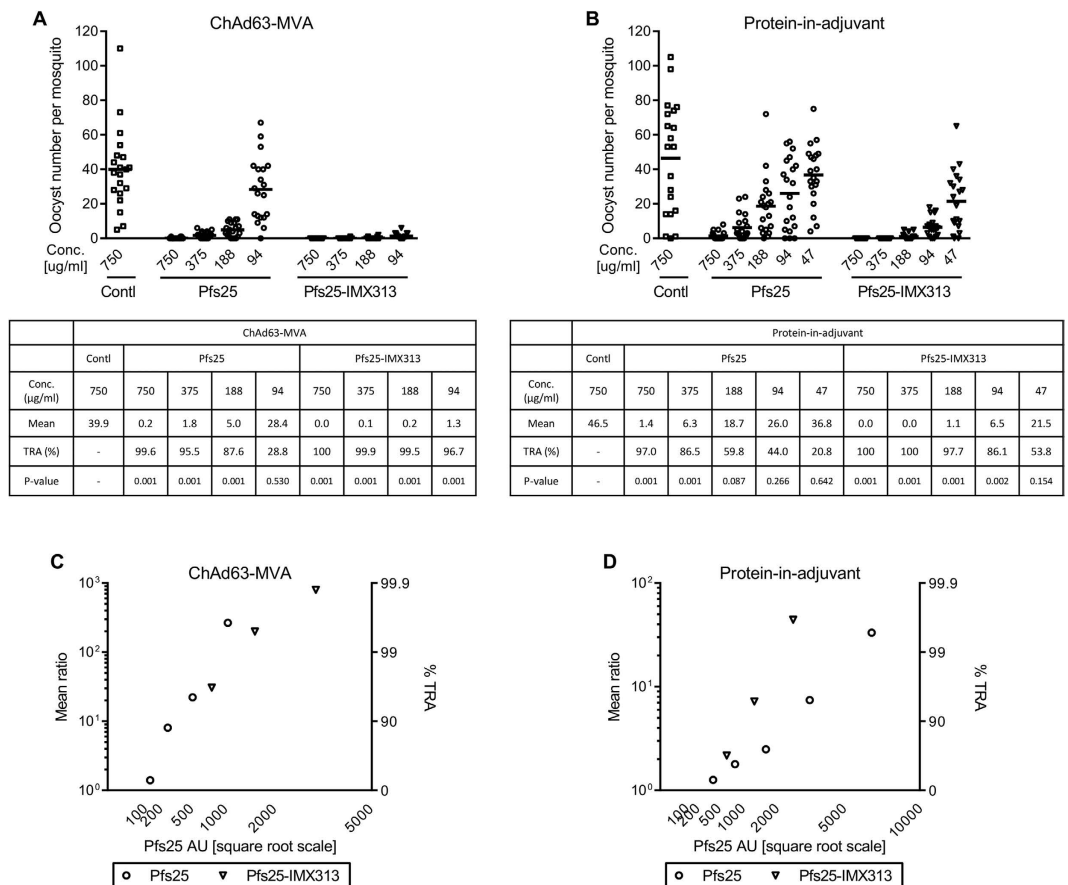 A
ChAd63-MVA
Oocyst number per mosquito
120
100
80
60
40
20
0
Conc.
[ug/ml]
750 750 375 188 94 750 375 188 94
Contl Pfs25 Pfs25-IMX313
B
Protein-in-adjuvant
Oocyst number per mosquito
120
100
80
60
40
20
0
Conc.
[ug/ml]
750 750 375 188 94 47 750 375 188 94 47
Contl Pfs25 Pfs25-IMX313
ChAd63-MVA
Contl Pfs25 Pfs25-IMX313
Conc. (μg/ml) 750 750 375 188 94 750 375 188 94
Mean 39.9 0.2 1.8 5.0 28.4 0.0 0.1 0.2 1.3
TRA (%) - 99.6 95.5 87.6 28.8 100 99.9 99.5 96.7
P-value - 0.001 0.001 0.001 0.530 0.001 0.001 0.001 0.001
Protein-in-adjuvant
Contl Pfs25 Pfs25-IMX313
Conc. (μg/ml) 750 750 375 188 94 47 750 375 188 94 47
Mean 46.5 1.4 6.3 18.7 26.0 36.8 0.0 0.0 1.1 6.5 21.5
TRA (%) - 97.0 86.5 59.8 44.0 20.8 100 100 97.7 86.1 53.8
P-value - 0.001 0.001 0.087 0.266 0.642 0.001 0.001 0.001 0.002 0.154
C
ChAd63-MVA
Mean ratio
10³
10²
10¹
10⁰
99.9
99
90
0
% TRA
100 200 500 1000 2000 5000
Pfs25 AU [square root scale]
Pfs25 Pfs25-IMX313
D
Protein-in-adjuvant
Mean ratio
10²
10¹
10⁰
99.9
99
90
0
% TRA
100 200 500 1000 2000 5000 10000
Pfs25 AU [square root scale]
Pfs25 Pfs25-IMX313